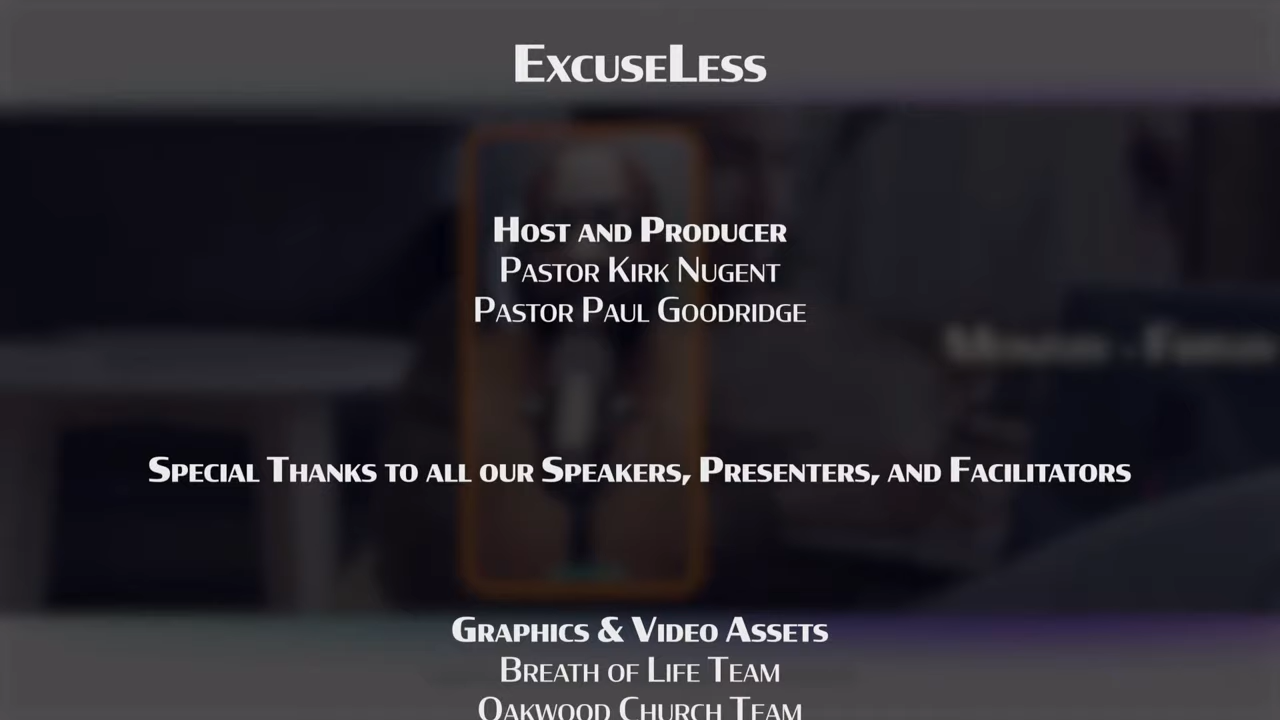 ExcuseLess
Host and Producer
Pastor Kirk Nugent
Pastor Paul Goodridge
Special Thanks to all our Speakers, Presenters, and Facilitators
Graphics & Video Assets
Breath of Life Team
Oakwood Church Team